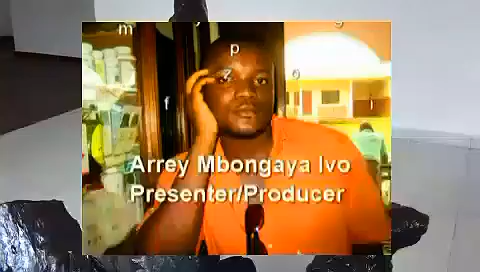 m y g
p
z o
Arrey Mbongaya Ivo
Presenter/Producer